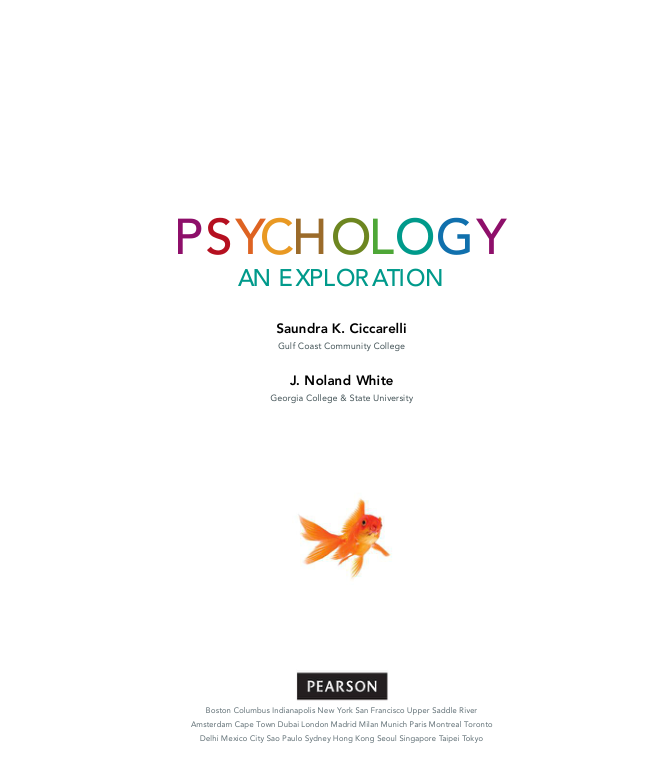 PSYCHOLOGY
AN EXPLORATION
Saundra K. Ciccarelli
Gulf Coast Community College
J. Noland White
Georgia College & State University
PEARSON
Boston Columbus Indianapolis New York San Francisco Upper Saddle River
Amsterdam Cape Town Dubai London Madrid Milan Munich Paris Montreal Toronto
Delhi Mexico City Sao Paulo Sydney Hong Kong Seoul Singapore Taipei Tokyo